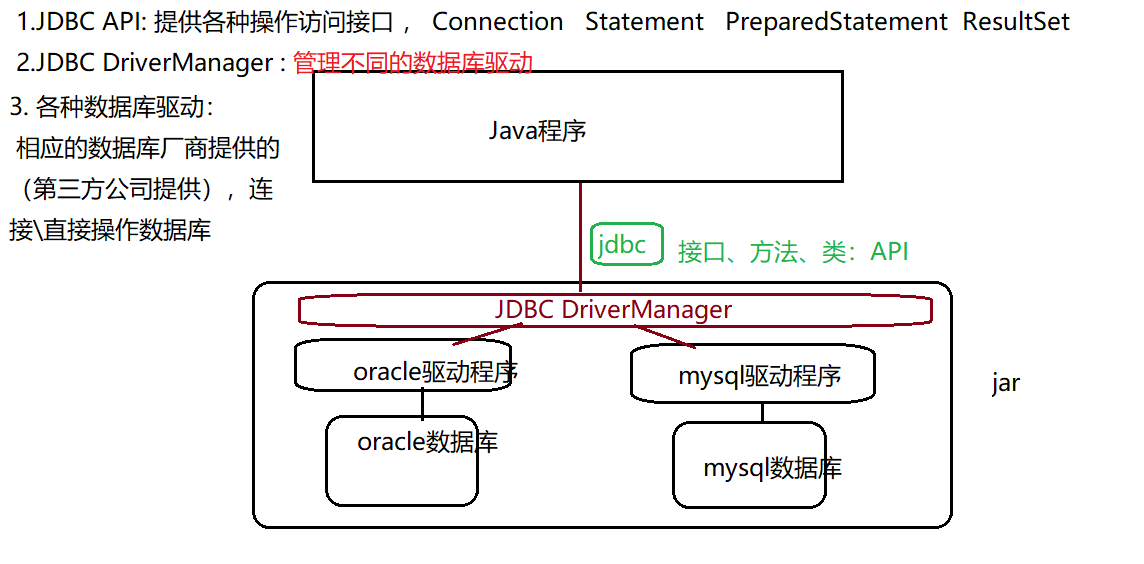 1.JDBC API: 提供各种操作访问接口 ， Connection Statement PreparedStatement ResultSet
2.JDBC DriverManager : 管理不同的数据库驱动
3. 各种数据库驱动：
相应的数据库厂商提供的
（第三方公司提供），连
接\直接操作数据库
Java程序
jdbc
接口、方法、类：API
JDBC DriverManager
oracle驱动程序
mysql驱动程序
jar
oracle数据库
mysql数据库